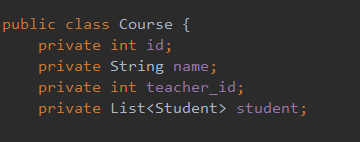 public class Course {
    private int id;
    private String name;
    private int teacher_id;
    private List<Student> student;